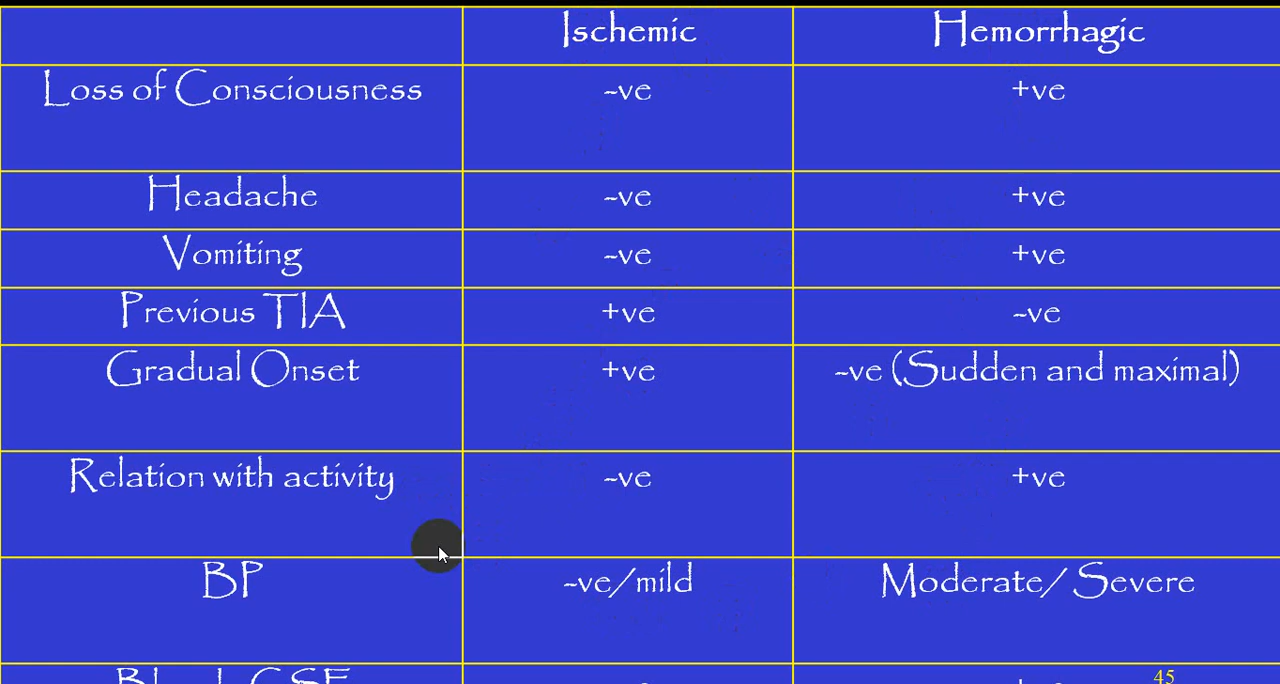 Ischemic Hemorrhagic
Loss of Consciousness -ve +ve
Headache -ve +ve
Vomiting -ve +ve
Previous TIA +ve -ve
Gradual Onset +ve -ve (Sudden and maximal)
Relation with activity -ve +ve
BP -ve/mild Moderate/ Severe
45